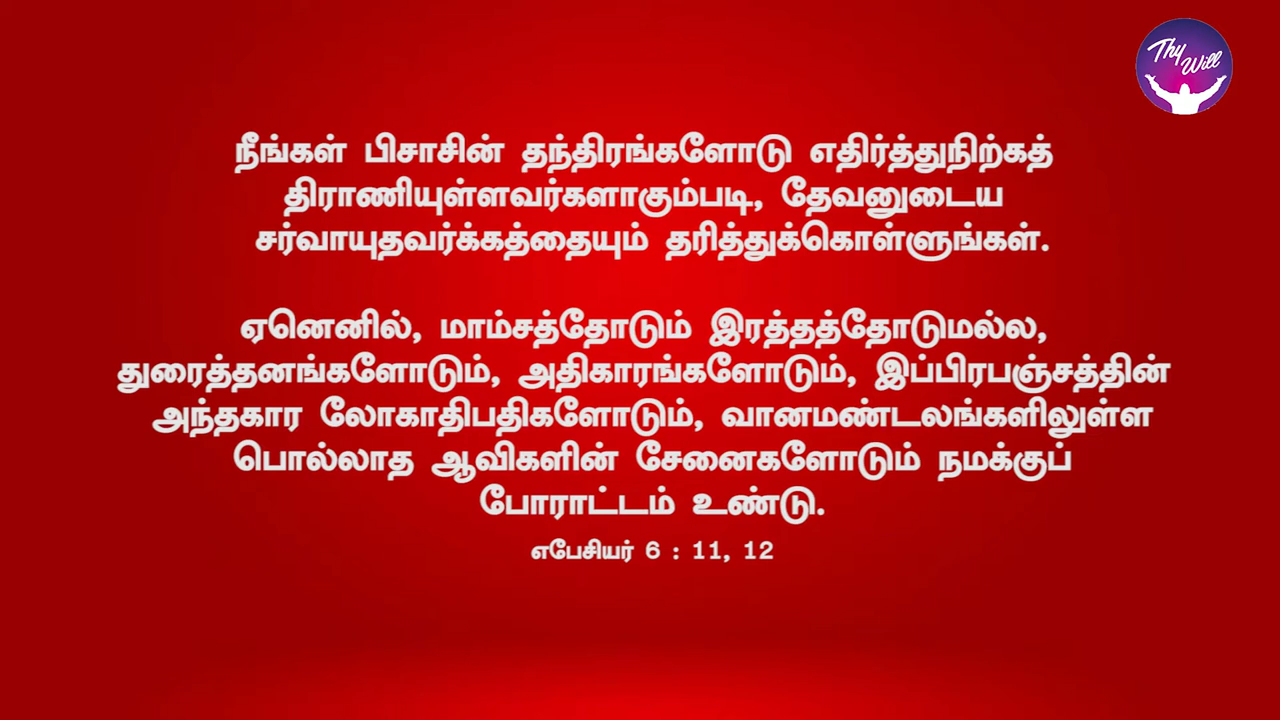 Thy
Will
நீங்கள் பிசாசின் தந்திரங்களோடு எதிர்த்துநிற்கத்
திராணியுள்ளவர்களாகும்படி, தேவனுடைய
சர்வாயுதவர்க்கத்தையும் தரித்துக்கொள்ளுங்கள்.
ஏனெனில், மாம்சத்தோடும் இரத்தத்தோடுமல்ல,
துரைத்தனங்களோடும், அதிகாரங்களோடும், இப்பிரபஞ்சத்தின்
அந்தகார லோகாதிபதிகளோடும், வானமண்டலங்களிலுள்ள
பொல்லாத ஆவிகளின் சேனைகளோடும் நமக்குப்
போராட்டம் உண்டு.
எபேசியர் 6 : 11, 12